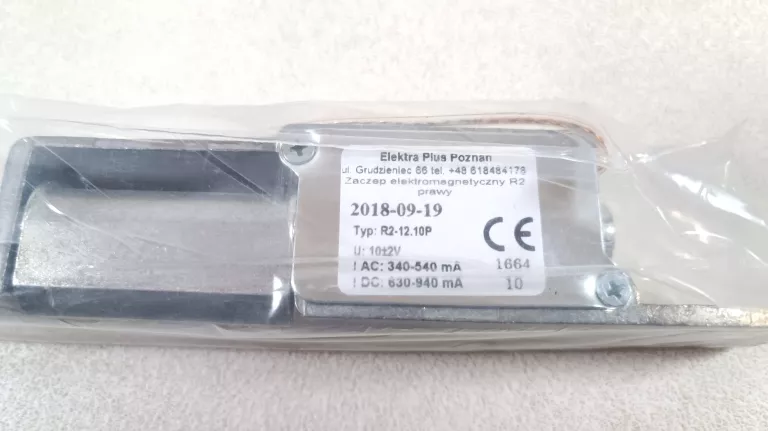 Elektra Plus Poznań
ul. Grudzieniec 66 tel. +48 618484178
Zaczep elektromagnetyczny R2
prawy
2018-09-19
Typ: R2-12.10P
U: 10±2V
I AC: 340-540 mA
I DC: 630-940 mA
CE
1664
10